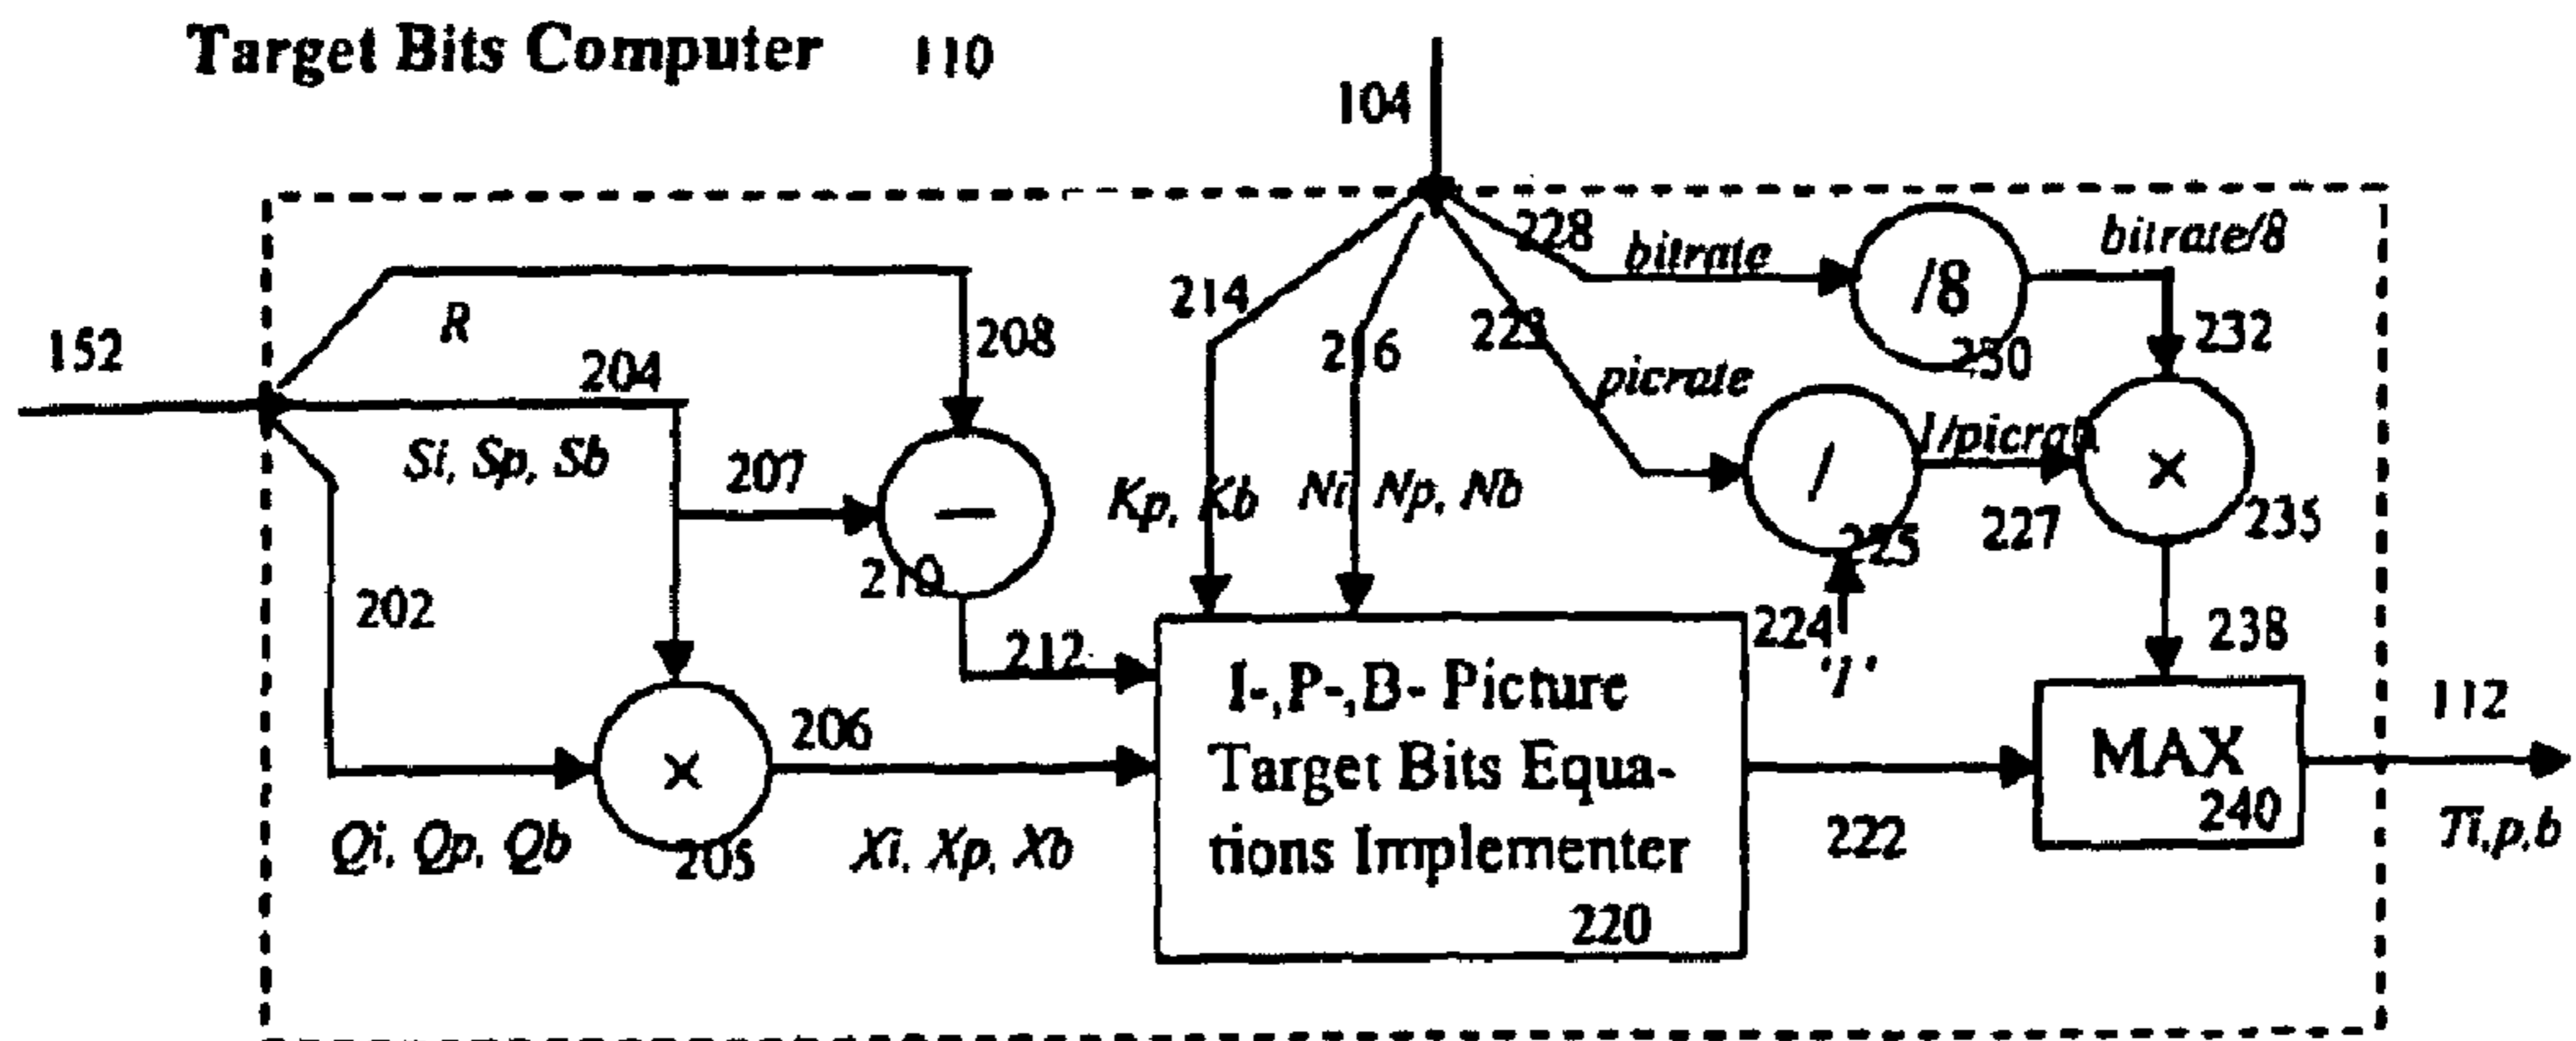 Target Bits Computer 110
104
228
bitrate
bitrate/8
/8
230
232
214
216
223
picrate
R
208
152
204
Si, Sp, Sb
207
—
210
Kp, Kb
Ni, Np, Nb
/
225
227
×
235
202
212
224
'1'
238
I-,P-,B- Picture
Target Bits Equa-
tions Implementer
220
×
205
206
Qi, Qp, Qb
Xi, Xp, Xb
222
MAX
240
112
Ti,p,b